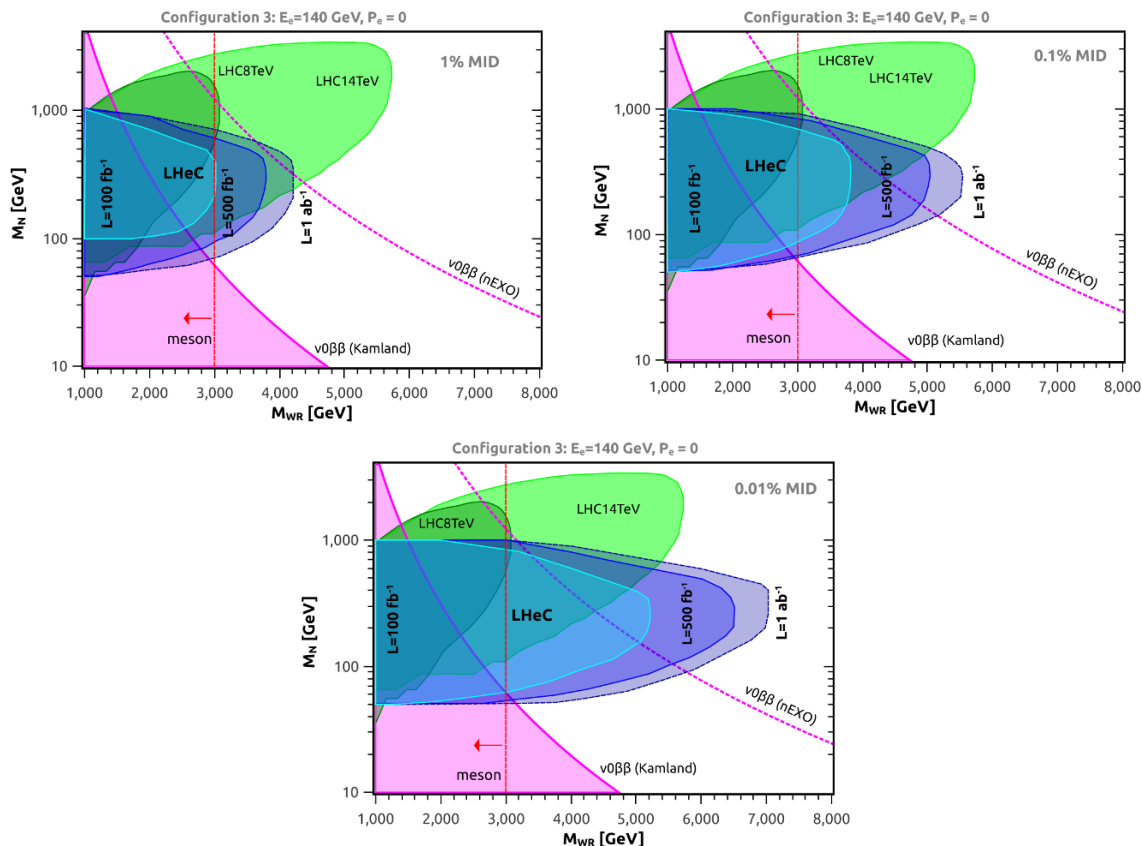 Configuration 3: Eₑ=140 GeV, Pₑ = 0
1% MID
LHC8TeV
LHC14TeV
1,000
100
10
M_N [GeV]
L=100 fb⁻¹
LHeC
L=500 fb⁻¹
L=1 ab⁻¹
ν0ββ (nEXO)
meson
ν0ββ (Kamland)
1,000 2,000 3,000 4,000 5,000 6,000 7,000 8,000
M_WR [GeV]
Configuration 3: Eₑ=140 GeV, Pₑ = 0
0.1% MID
LHC8TeV
LHC14TeV
1,000
100
10
M_N [GeV]
L=100 fb⁻¹
LHeC
L=500 fb⁻¹
L=1 ab⁻¹
ν0ββ (nEXO)
meson
ν0ββ (Kamland)
1,000 2,000 3,000 4,000 5,000 6,000 7,000 8,000
M_WR [GeV]
Configuration 3: Eₑ=140 GeV, Pₑ = 0
0.01% MID
LHC8TeV
LHC14TeV
1,000
100
10
M_N [GeV]
L=100 fb⁻¹
LHeC
L=500 fb⁻¹
L=1 ab⁻¹
ν0ββ (nEXO)
meson
ν0ββ (Kamland)
1,000 2,000 3,000 4,000 5,000 6,000 7,000 8,000
M_WR [GeV]